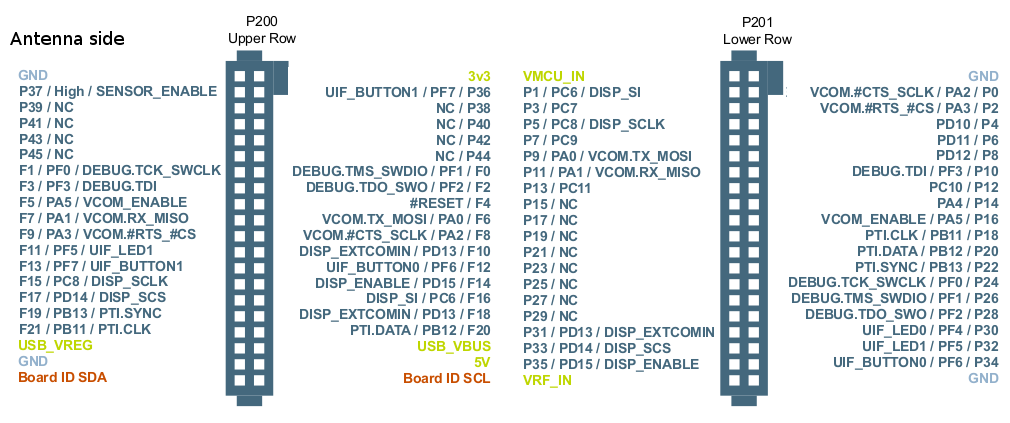 Antenna side
P200
Upper Row
GND
P37 / High / SENSOR_ENABLE
P39 / NC
P41 / NC
P43 / NC
P45 / NC
F1 / PF0 / DEBUG.TCK_SWCLK
F3 / PF3 / DEBUG.TDI
F5 / PA5 / VCOM_ENABLE
F7 / PA1 / VCOM.RX_MISO
F9 / PA3 / VCOM.#RTS_#CS
F11 / PF5 / UIF_LED1
F13 / PF7 / UIF_BUTTON1
F15 / PC8 / DISP_SCLK
F17 / PD14 / DISP_SCS
F19 / PB13 / PTI.SYNC
F21 / PB11 / PTI.CLK
USB_VREG
GND
Board ID SDA
3v3
UIF_BUTTON1 / PF7 / P36
NC / P38
NC / P40
NC / P42
NC / P44
DEBUG.TMS_SWDIO / PF1 / F0
DEBUG.TDO_SWO / PF2 / F2
#RESET / F4
VCOM.TX_MOSI / PA0 / F6
VCOM.#CTS_SCLK / PA2 / F8
DISP_EXTCOMIN / PD13 / F10
UIF_BUTTON0 / PF6 / F12
DISP_ENABLE / PD15 / F14
DISP_SI / PC6 / F16
DISP_EXTCOMIN / PD13 / F18
PTI.DATA / PB12 / F20
USB_VBUS
5V
Board ID SCL
P201
Lower Row
VMCU_IN
P1 / PC6 / DISP_SI
P3 / PC7
P5 / PC8 / DISP_SCLK
P7 / PC9
P9 / PA0 / VCOM.TX_MOSI
P11 / PA1 / VCOM.RX_MISO
P13 / PC11
P15 / NC
P17 / NC
P19 / NC
P21 / NC
P23 / NC
P25 / NC
P27 / NC
P29 / NC
P31 / PD13 / DISP_EXTCOMIN
P33 / PD14 / DISP_SCS
P35 / PD15 / DISP_ENABLE
VRF_IN
GND
VCOM.#CTS_SCLK / PA2 / P0
VCOM.#RTS_#CS / PA3 / P2
PD10 / P4
PD11 / P6
PD12 / P8
DEBUG.TDI / PF3 / P10
PC10 / P12
PA4 / P14
VCOM_ENABLE / PA5 / P16
PTI.CLK / PB11 / P18
PTI.DATA / PB12 / P20
PTI.SYNC / PB13 / P22
DEBUG.TCK_SWCLK / PF0 / P24
DEBUG.TMS_SWDIO / PF1 / P26
DEBUG.TDO_SWO / PF2 / P28
UIF_LED0 / PF4 / P30
UIF_LED1 / PF5 / P32
UIF_BUTTON0 / PF6 / P34
GND